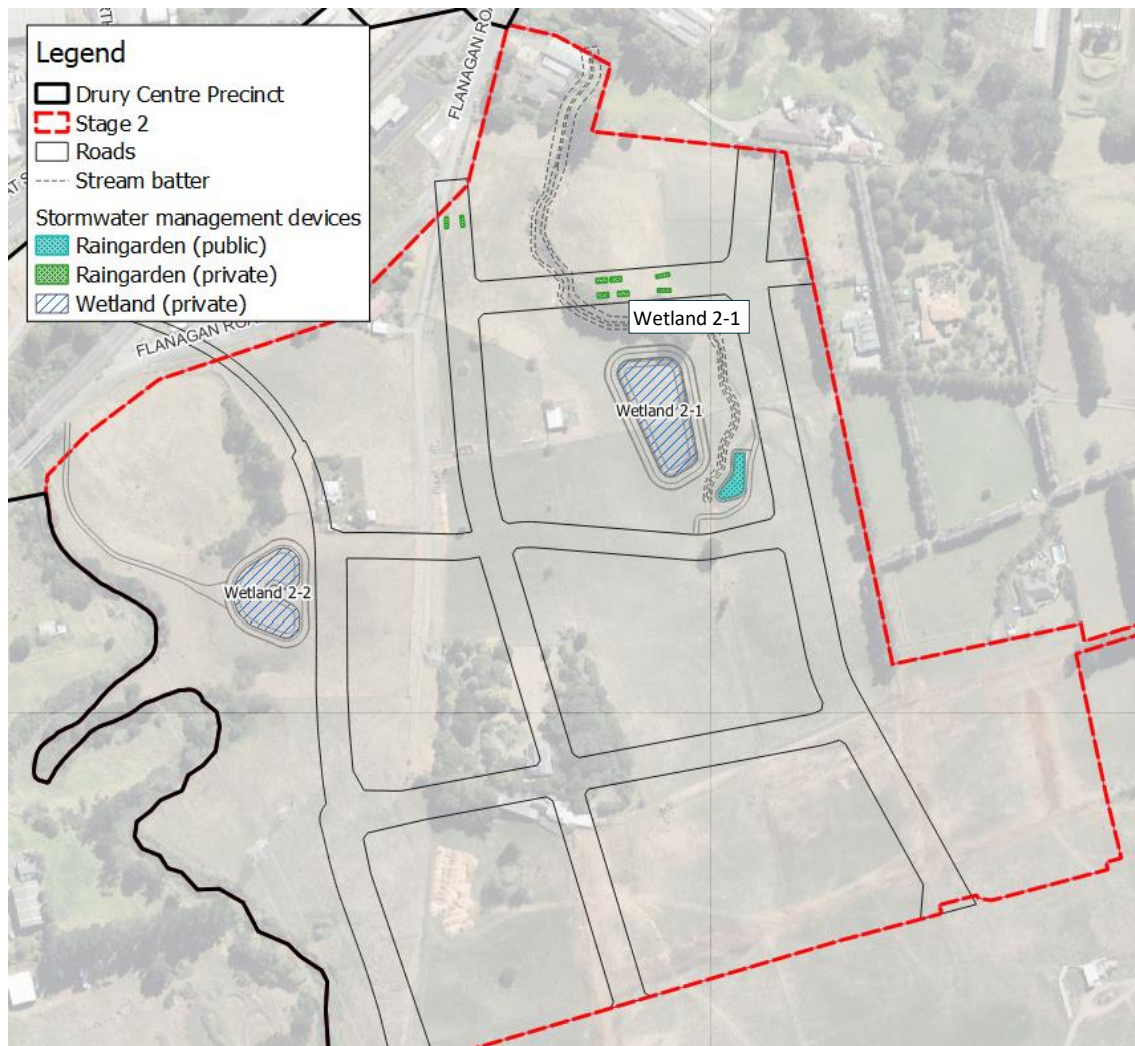 Legend
Drury Centre Precinct
Stage 2
Roads
Stream batter
Stormwater management devices
Raingarden (public)
Raingarden (private)
Wetland (private)
FLANAGAN RO
FLANAGAN ROA
Wetland 2-1
Wetland 2-1
Wetland 2-2